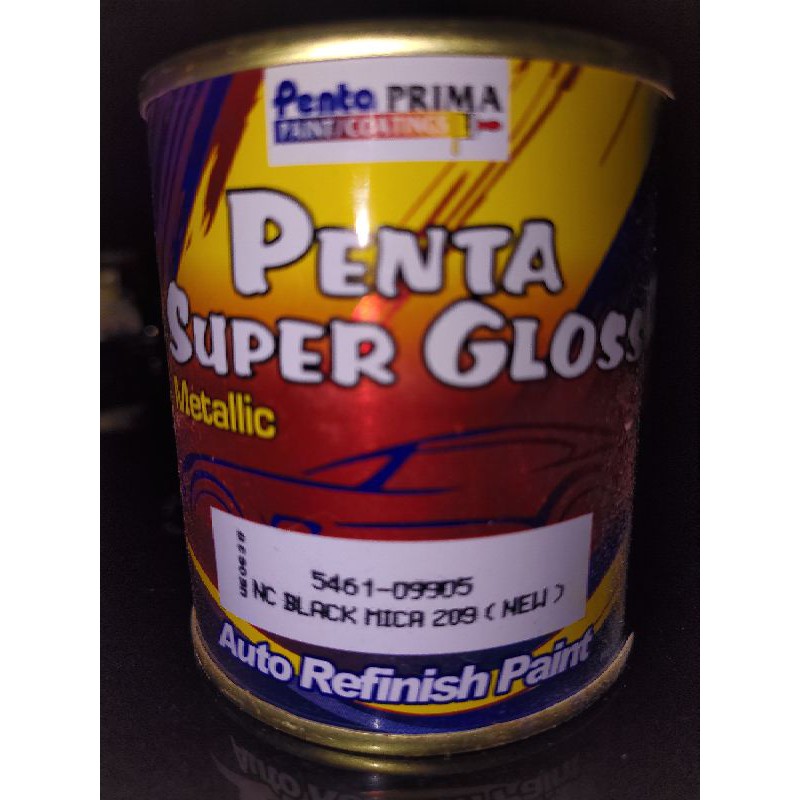 Penta PRIMA
PAINT/COATINGS
PENTA
SUPER GLOSS
Metallic
5461-09905
NC BLACK MICA 209 ( NEW )
Auto Refinish Paint